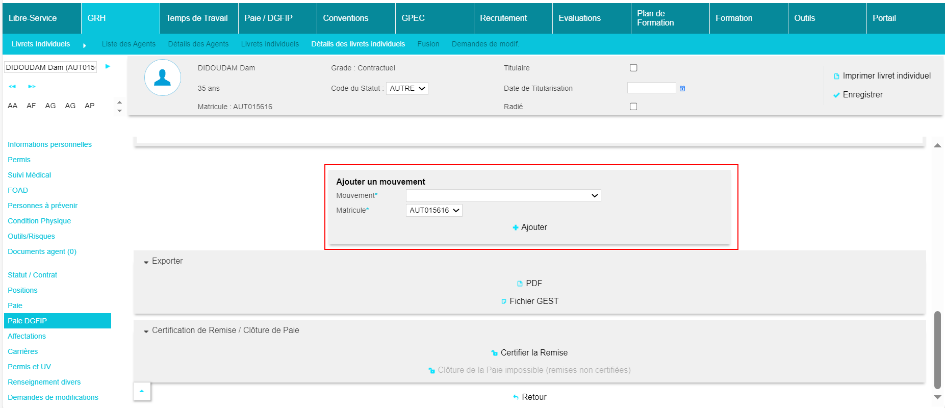 Libre-Service GRH Temps de Travail Paie / DGFIP Conventions GPEC Recrutement Evaluations Plan de Formation Formation Outils Portail
Livrets Individuels Liste des Agents Détails des Agents Livrets Individuels Détails des livrets individuels Fusion Demandes de modif.
DIDOUDAM Dam (AUT015
AA AF AG AG AP
DIDOUDAM Dam Grade : Contractuel Titulaire
35 ans Code du Statut : AUTRE Date de Titularisation
Matricule : AUT015616 Radié
Imprimer livret individuel
Enregistrer
Informations personnelles
Permis
Suivi Médical
FOAD
Personnes à prévenir
Condition Physique
Outils/Risques
Documents agent (0)
Statut / Contrat
Positions
Paie
Paie DGFIP
Affectations
Carrières
Permis et UV
Renseignement divers
Demandes de modifications
Ajouter un mouvement
Mouvement*
Matricule* AUT015616
Ajouter
Exporter
PDF
Fichier GEST
Certification de Remise / Clôture de Paie
Certifier la Remise
Clôture de la Paie impossible (remises non certifiées)
Retour